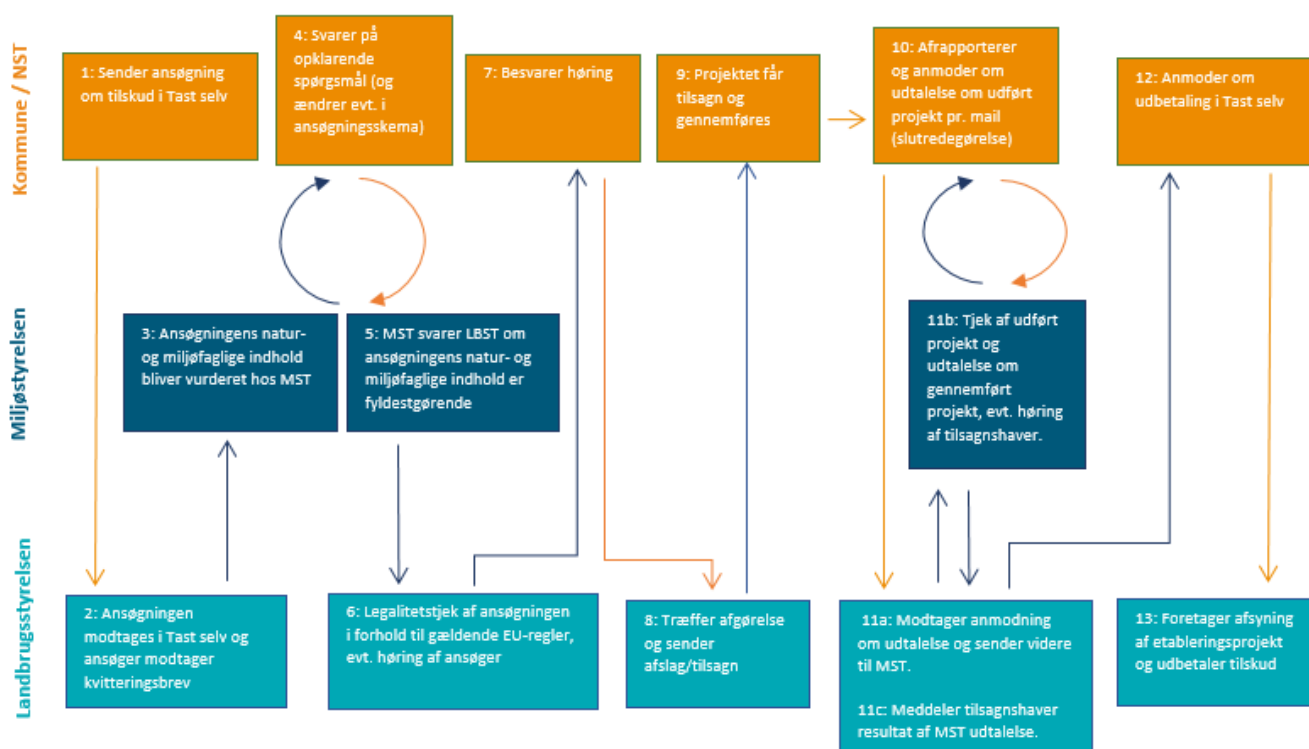 Kommune / NST
1: Sender ansøgning
om tilskud i Tast selv
4: Svarer på
opklarende
spørgsmål (og
ændrer evt. i
ansøgningsskema)
7: Besvarer høring
9: Projektet får
tilsagn og
gennemføres
10: Afrapporterer
og anmoder om
udtalelse om udført
projekt pr. mail
(slutredegørelse)
12: Anmoder om
udbetaling i Tast selv
Miljøstyrelsen
3: Ansøgningens natur-
og miljøfaglige indhold
bliver vurderet hos MST
5: MST svarer LBST om
ansøgningens natur- og
miljøfaglige indhold er
fyldestgørende
11b: Tjek af udført
projekt og
udtalelse om
gennemført
projekt, evt. høring
af tilsagnshaver.
Landbrugsstyrelsen
2: Ansøgningen
modtages i Tast selv og
ansøger modtager
kvitteringsbrev
6: Legalitetstjek af ansøgningen
i forhold til gældende EU-regler,
evt. høring af ansøger
8: Træffer afgørelse
og sender
afslag/tilsagn
11a: Modtager anmodning
om udtalelse og sender videre
til MST.
11c: Meddeler tilsagnshaver
resultat af MST udtalelse.
13: Foretager afsyning
af etableringsprojekt
og udbetaler tilskud